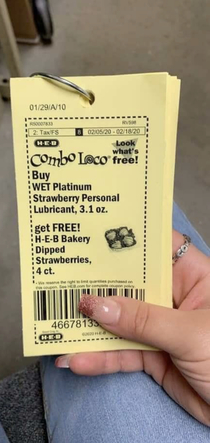 01/29/A/10
2: Tax/FS 6 02/05/20 - 02/18/20
H-E-B
Combo Loco
Look
what's
free!
Buy
WET Platinum
Strawberry Personal
Lubricant, 3.1 oz.
get FREE!
H-E-B Bakery
Dipped
Strawberries,
4 ct.
H-E-B